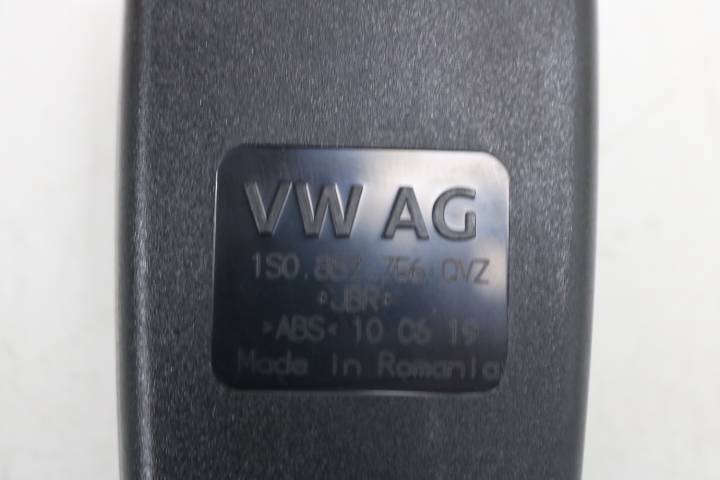 VW AG
1S0.857.756 QVZ
JBR
>ABS< 10 06 19
Made in Romania